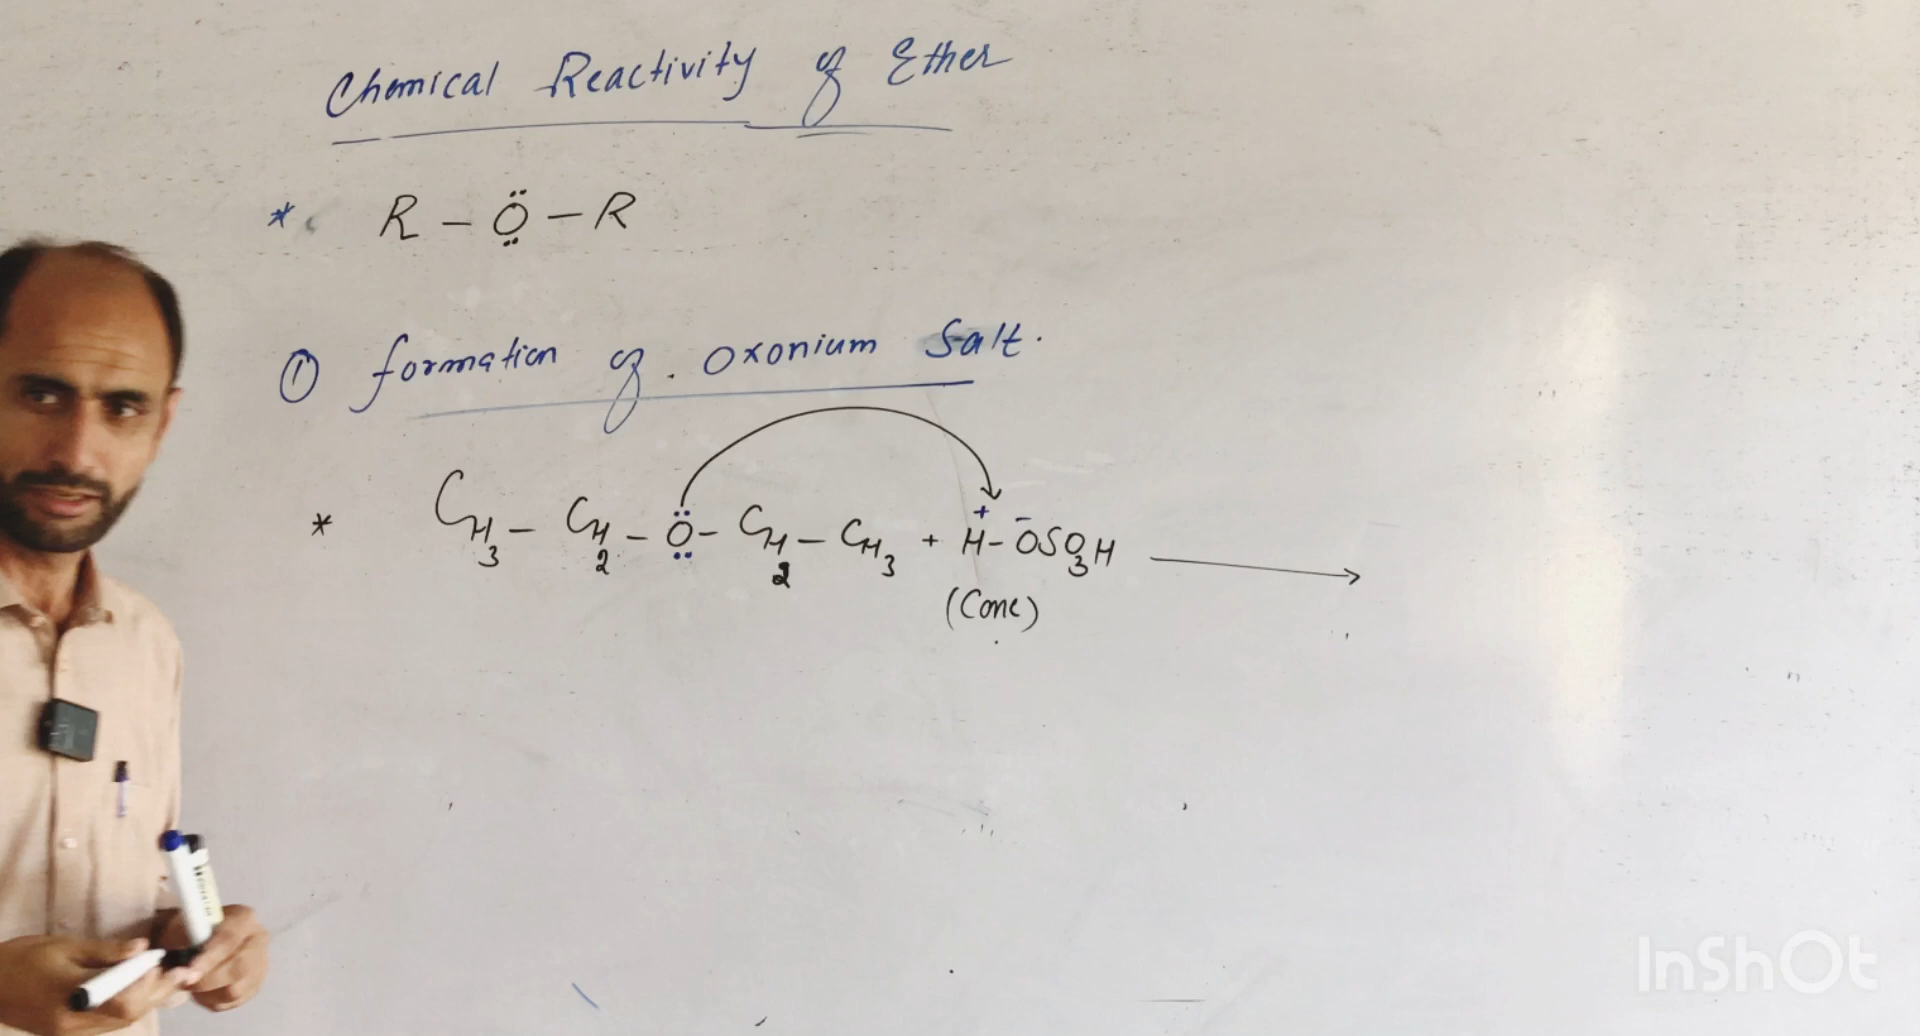 Chemical Reactivity of Ether
* R – Ö – R
① formation of oxonium Salt.
* CH₃ – CH₂ – Ö – CH₂ – CH₃ + H⁺ – ⁻OSO₃H ⟶
(Conc)
InShOt